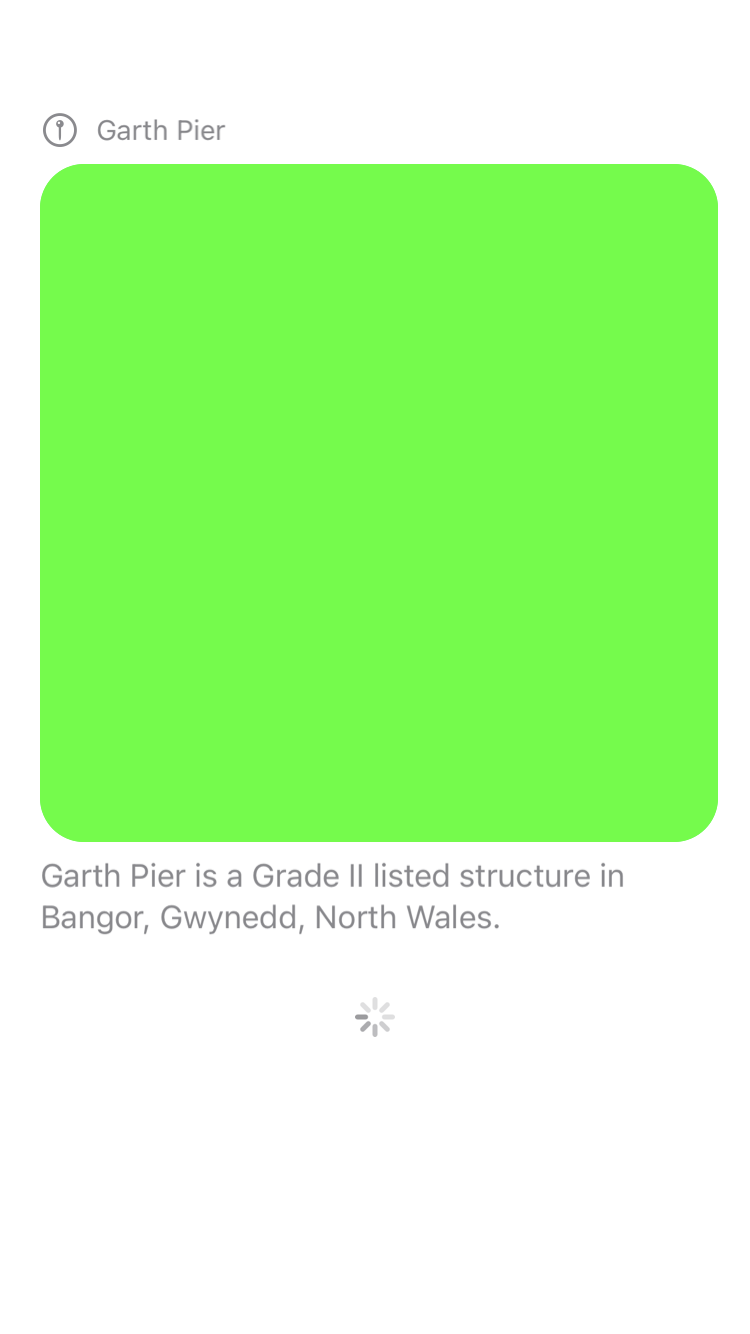 Garth Pier
Garth Pier is a Grade II listed structure in
Bangor, Gwynedd, North Wales.